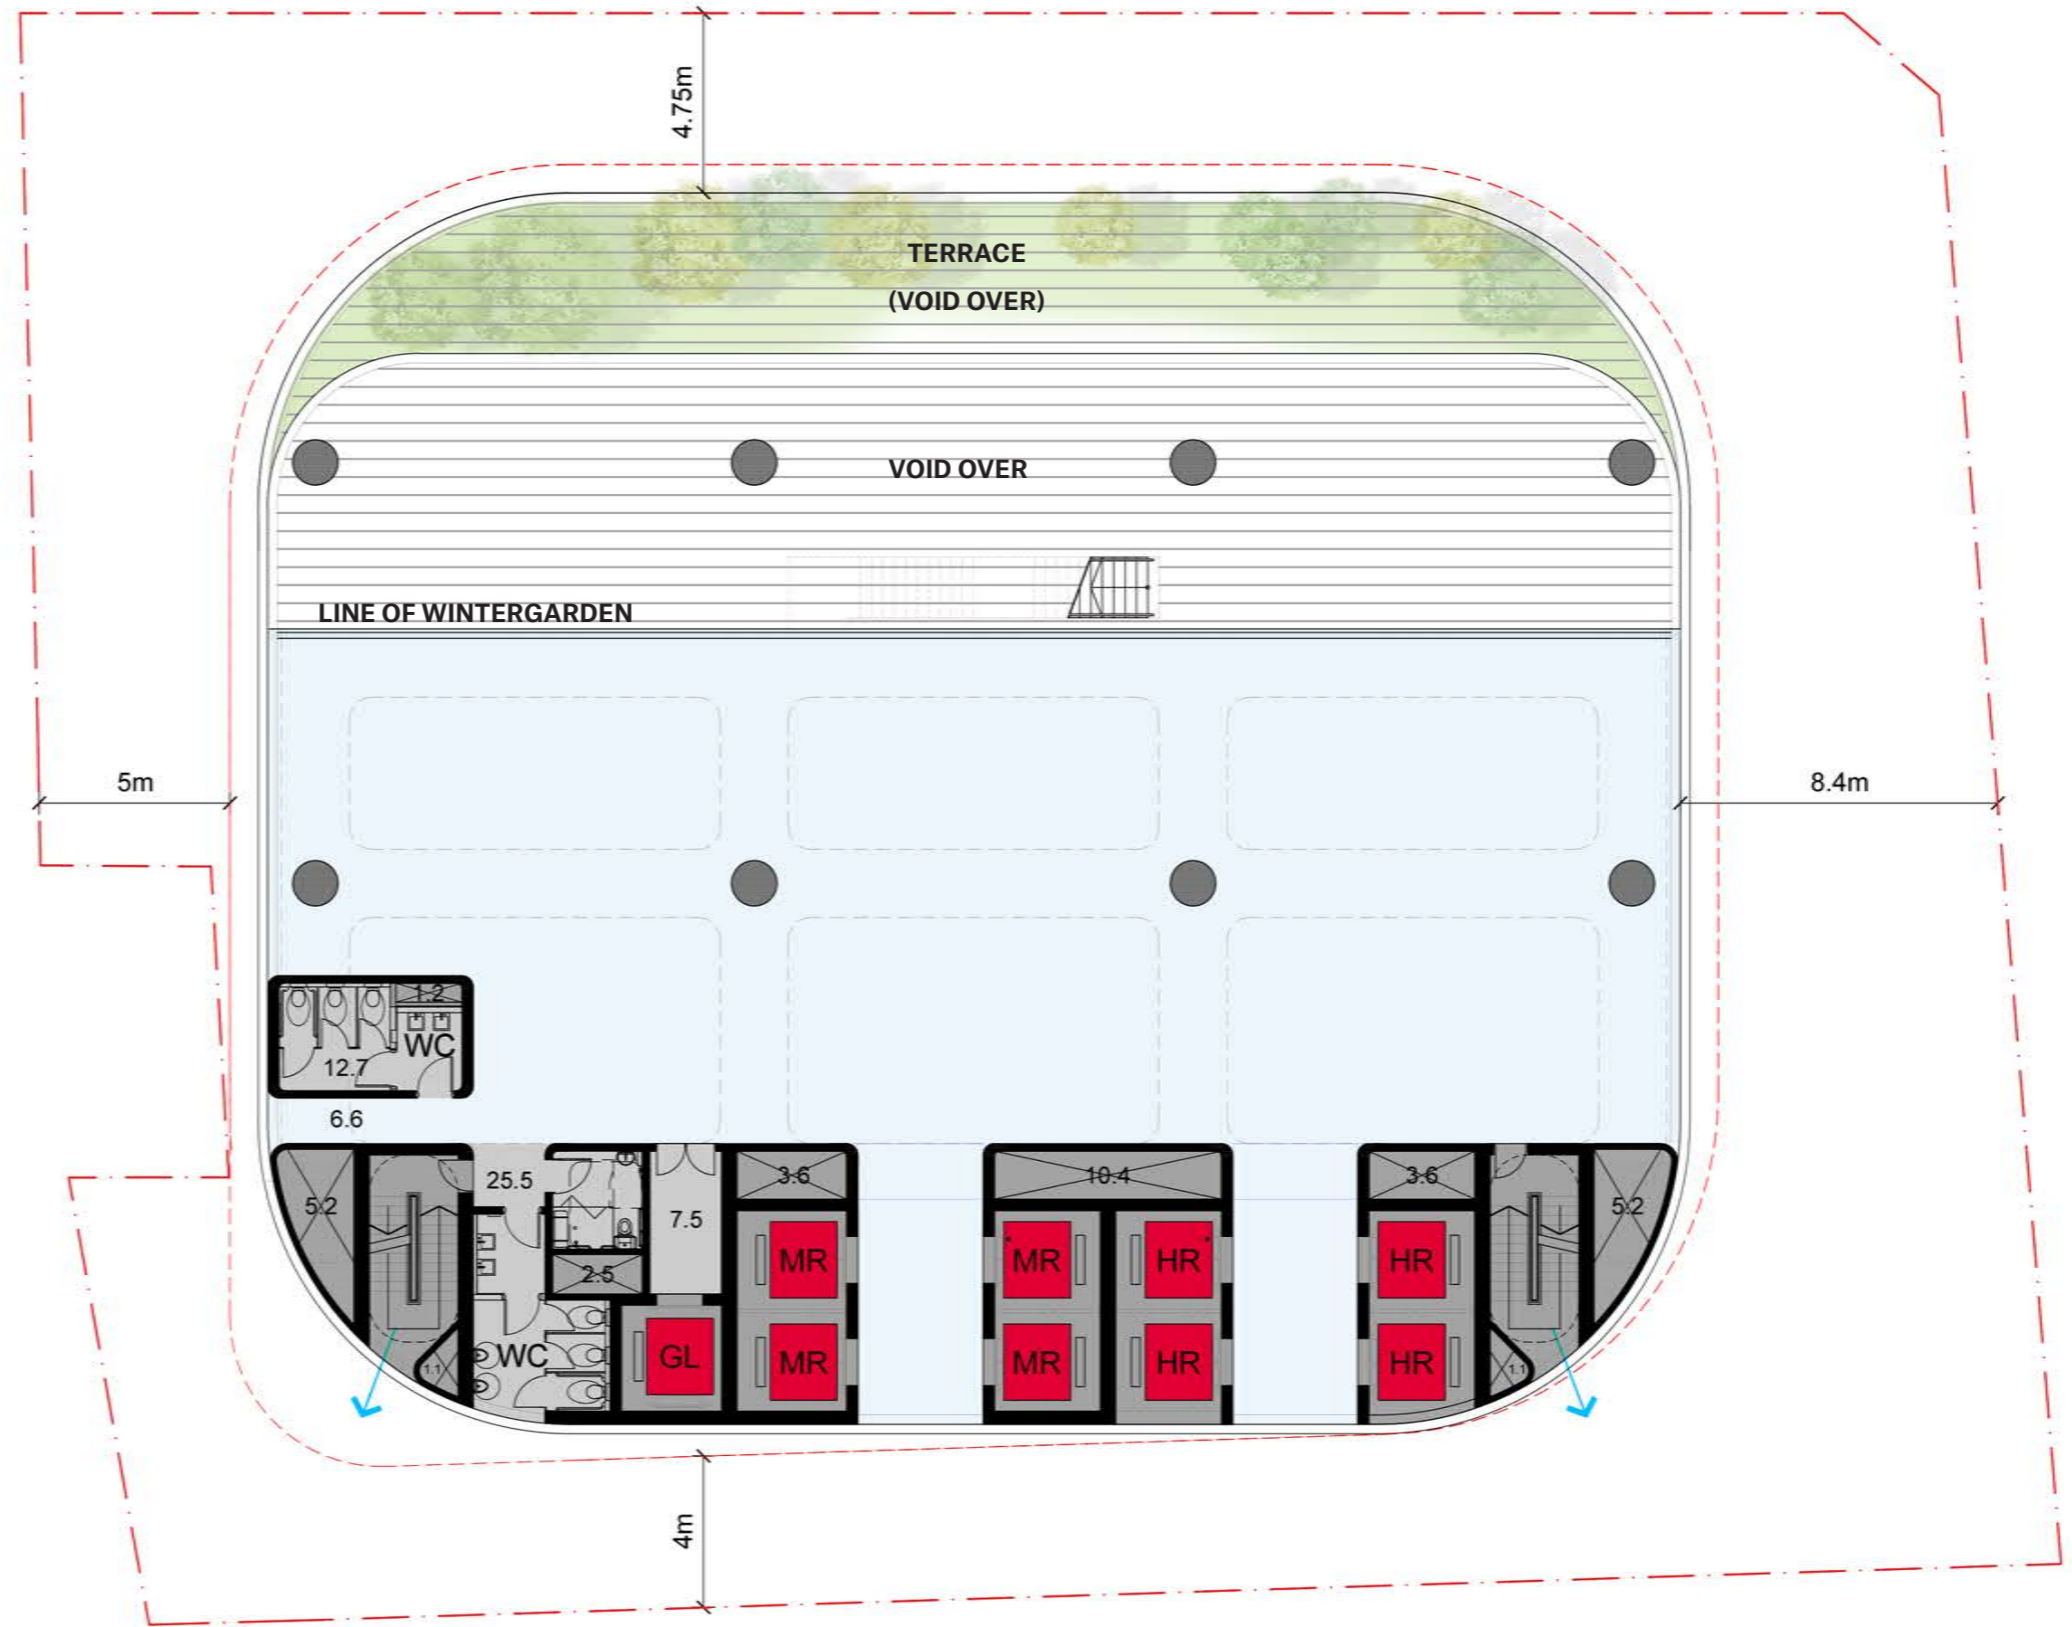 4.75m
TERRACE
(VOID OVER)
VOID OVER
LINE OF WINTERGARDEN
5m
8.4m
1.2
WC
12.7
6.6
25.5
3.6
10.4
3.6
5.2
7.5
5.2
2.5
MR
MR
HR
HR
WC
GL
MR
MR
HR
HR
1.1
1.1
4m